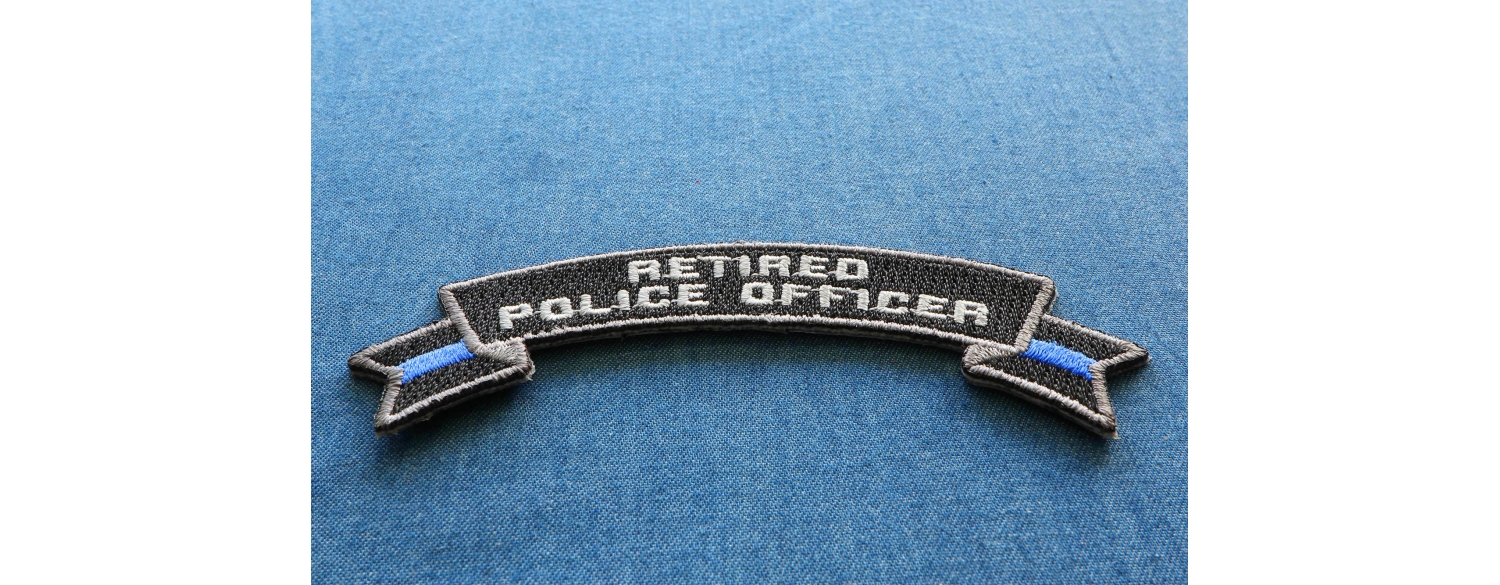 RETIRED
POLICE OFFICER